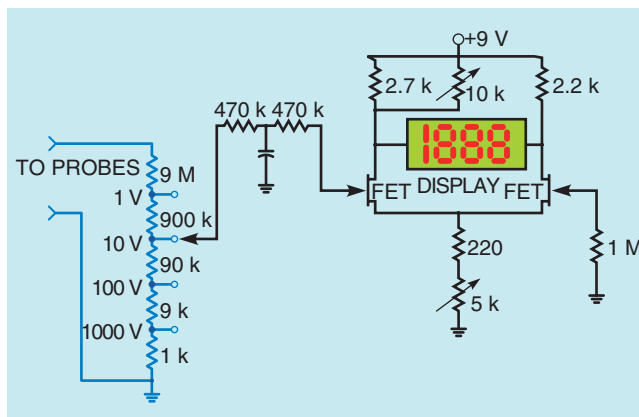 +9 V
2.7 k
10 k
2.2 k
470 k 470 k
1888
TO PROBES
9 M
1 V
FET DISPLAY FET
900 k
10 V
220
1 M
90 k
100 V
5 k
9 k
1000 V
1 k